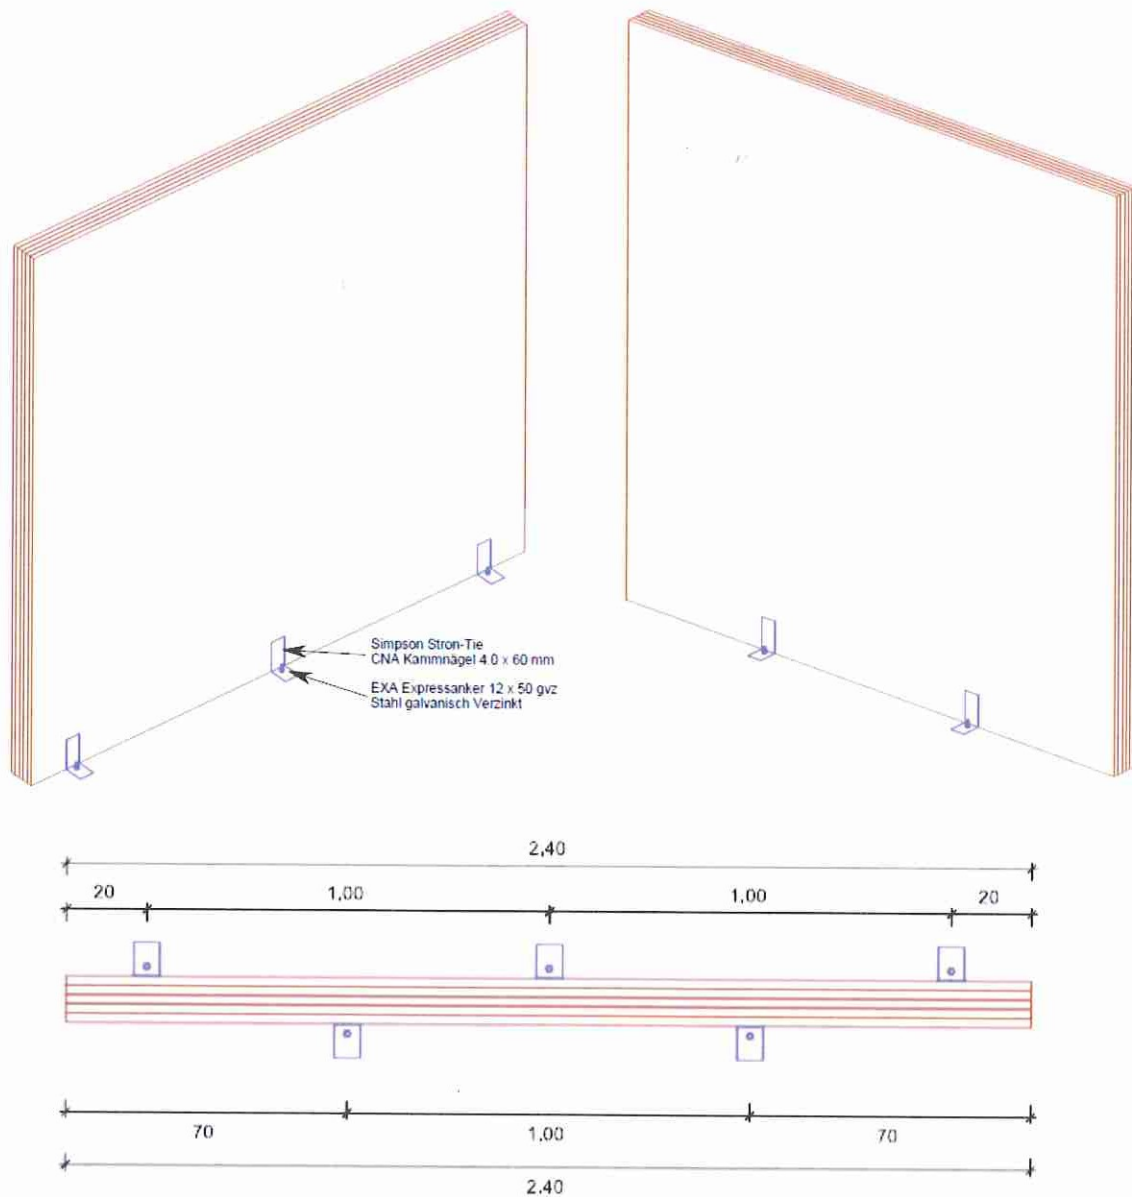 Simpson Stron-Tie
CNA Kammnägel 4.0 x 60 mm
EXA Expressanker 12 x 50 gvz
Stahl galvanisch Verzinkt
2,40
20 1,00 1,00 20
70 1,00 70
2,40